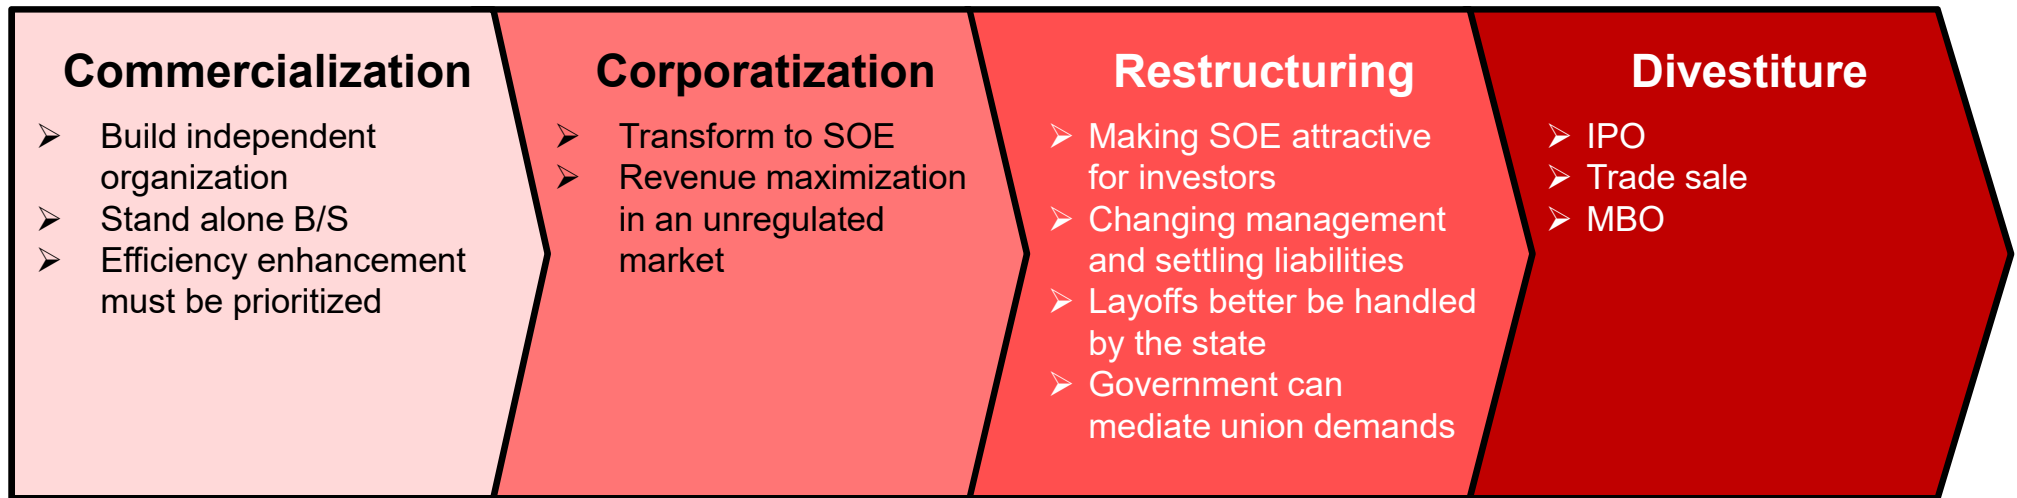 Commercialization
➢ Build independent
organization
➢ Stand alone B/S
➢ Efficiency enhancement
must be prioritized
Corporatization
➢ Transform to SOE
➢ Revenue maximization
in an unregulated
market
Restructuring
➢ Making SOE attractive
for investors
➢ Changing management
and settling liabilities
➢ Layoffs better be handled
by the state
➢ Government can
mediate union demands
Divestiture
➢ IPO
➢ Trade sale
➢ MBO